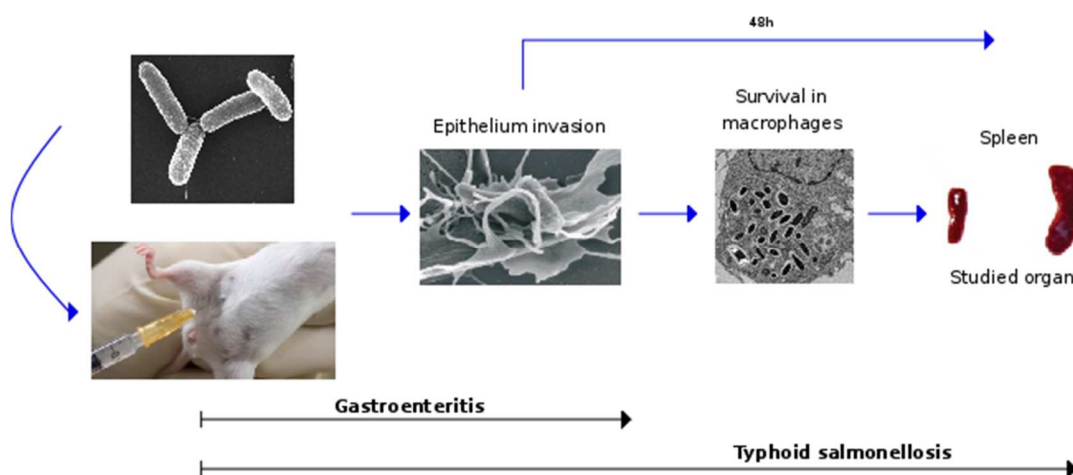 48h
Epithelium invasion
Survival in
macrophages
Spleen
Studied organ
Gastroenteritis
Typhoid salmonellosis